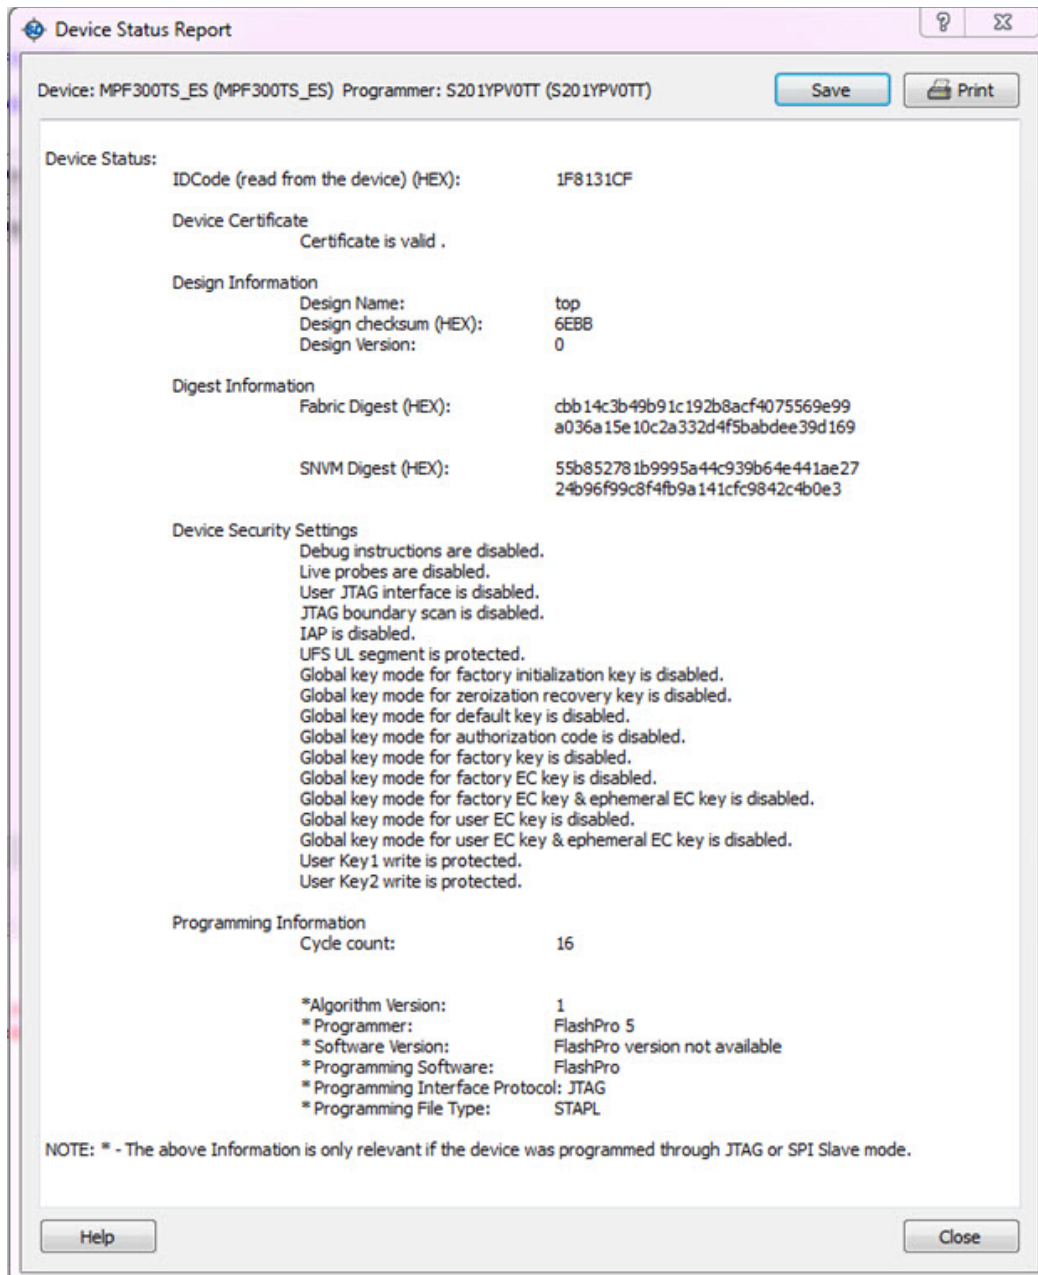 Device Status Report
Device: MPF300TS_ES (MPF300TS_ES) Programmer: S201YPV0TT (S201YPV0TT)
Save
Print
Device Status:
IDCode (read from the device) (HEX): 1F8131CF
Device Certificate
Certificate is valid .
Design Information
Design Name: top
Design checksum (HEX): 6EBB
Design Version: 0
Digest Information
Fabric Digest (HEX): cbb14c3b49b91c192b8acf4075569e99
a036a15e10c2a332d4f5babdee39d169
SNVM Digest (HEX): 55b852781b9995a44c939b64e441ae27
24b96f99c8f4fb9a141cfc9842c4b0e3
Device Security Settings
Debug instructions are disabled.
Live probes are disabled.
User JTAG interface is disabled.
JTAG boundary scan is disabled.
IAP is disabled.
UFS UL segment is protected.
Global key mode for factory initialization key is disabled.
Global key mode for zeroization recovery key is disabled.
Global key mode for default key is disabled.
Global key mode for authorization code is disabled.
Global key mode for factory key is disabled.
Global key mode for factory EC key is disabled.
Global key mode for factory EC key & ephemeral EC key is disabled.
Global key mode for user EC key is disabled.
Global key mode for user EC key & ephemeral EC key is disabled.
User Key1 write is protected.
User Key2 write is protected.
Programming Information
Cycle count: 16
*Algorithm Version: 1
* Programmer: FlashPro 5
* Software Version: FlashPro version not available
* Programming Software: FlashPro
* Programming Interface Protocol: JTAG
* Programming File Type: STAPL
NOTE: * - The above Information is only relevant if the device was programmed through JTAG or SPI Slave mode.
Help
Close